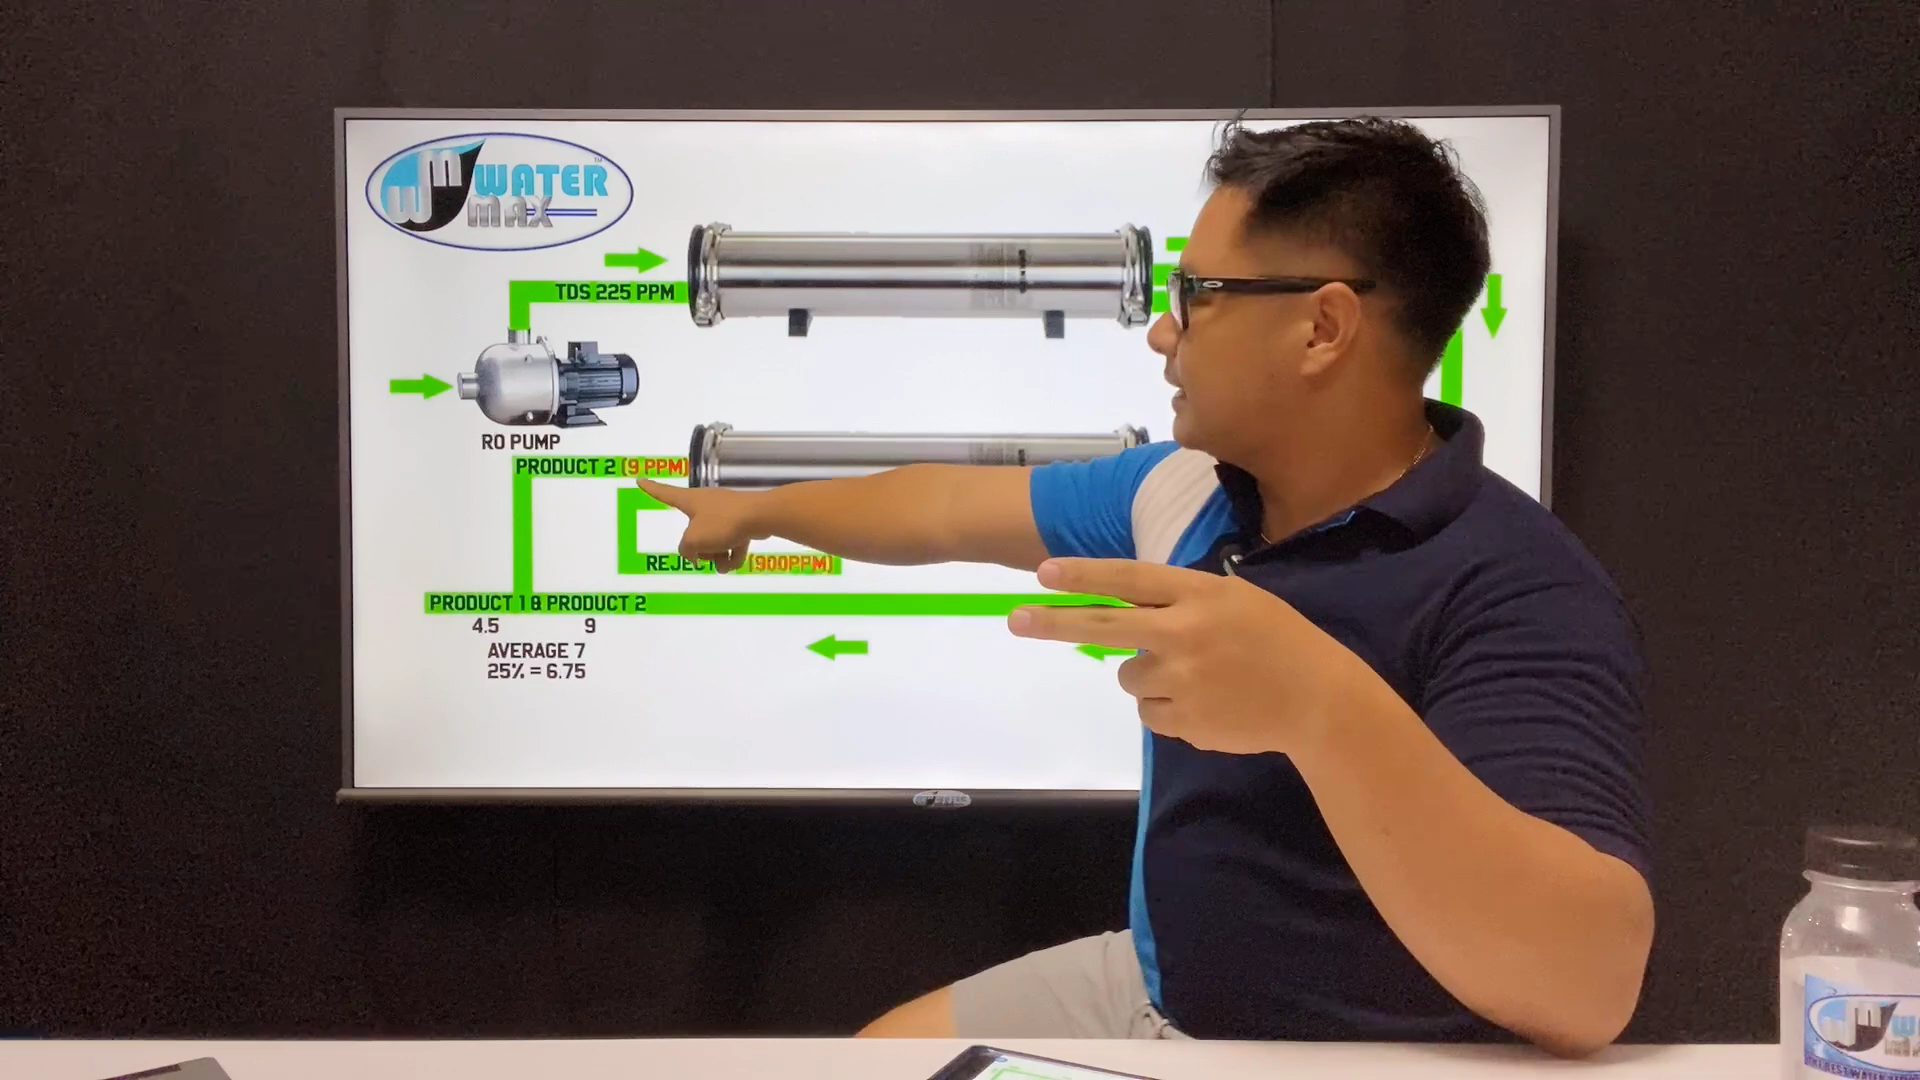 WATER
MAX
TDS 225 PPM
RO PUMP
PRODUCT 2 (9 PPM)
(900PPM)
PRODUCT 1 & PRODUCT 2
4.5 9
AVERAGE 7
25% = 6.75